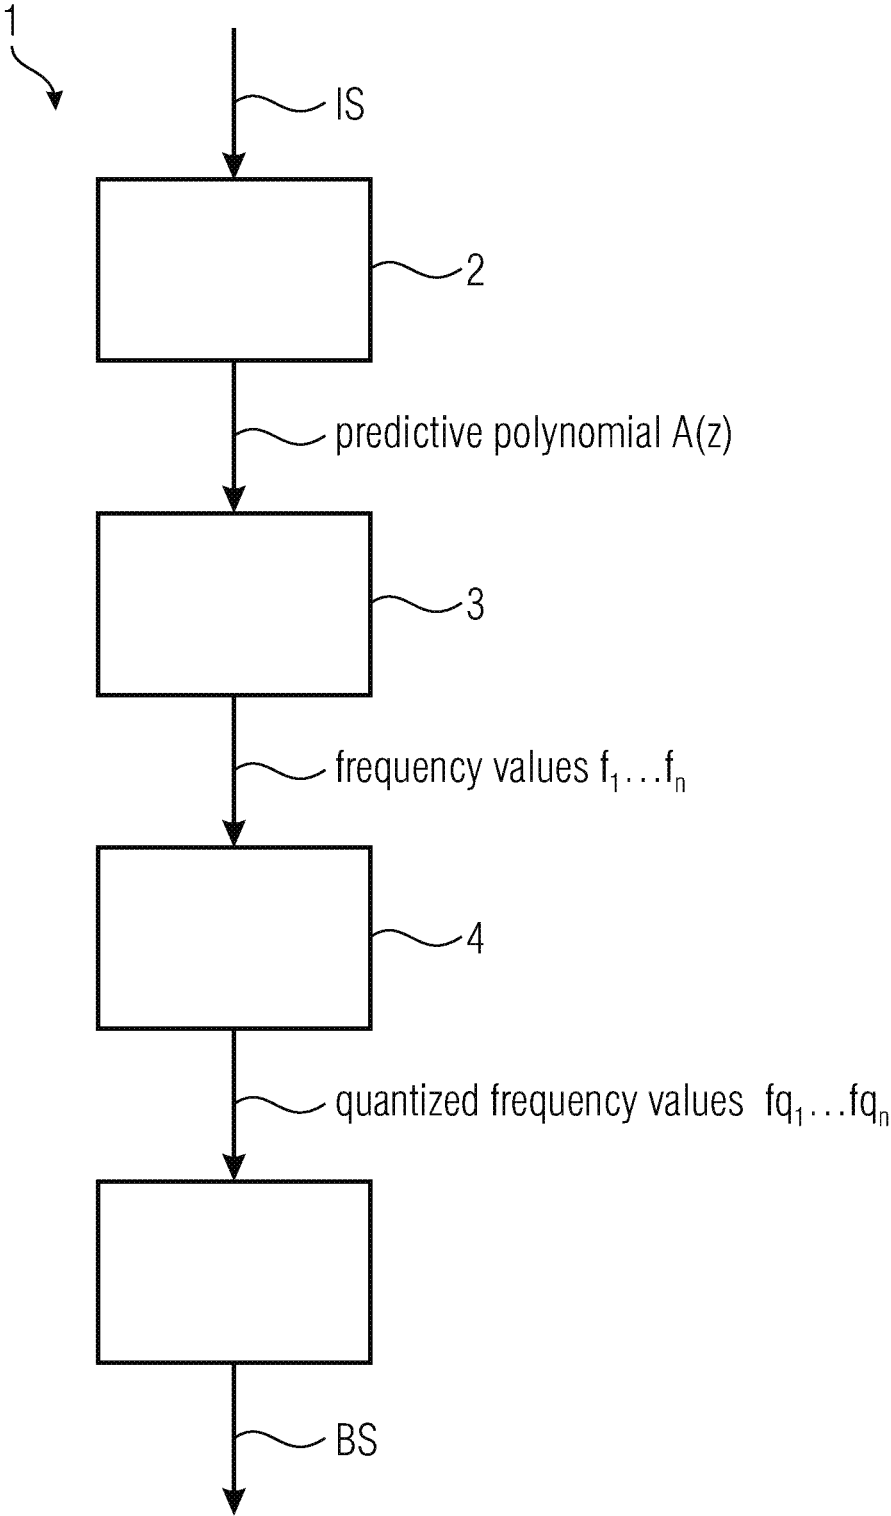 1
IS
2
predictive polynomial A(z)
3
frequency values f₁...fₙ
4
quantized frequency values fq₁...fqₙ
BS